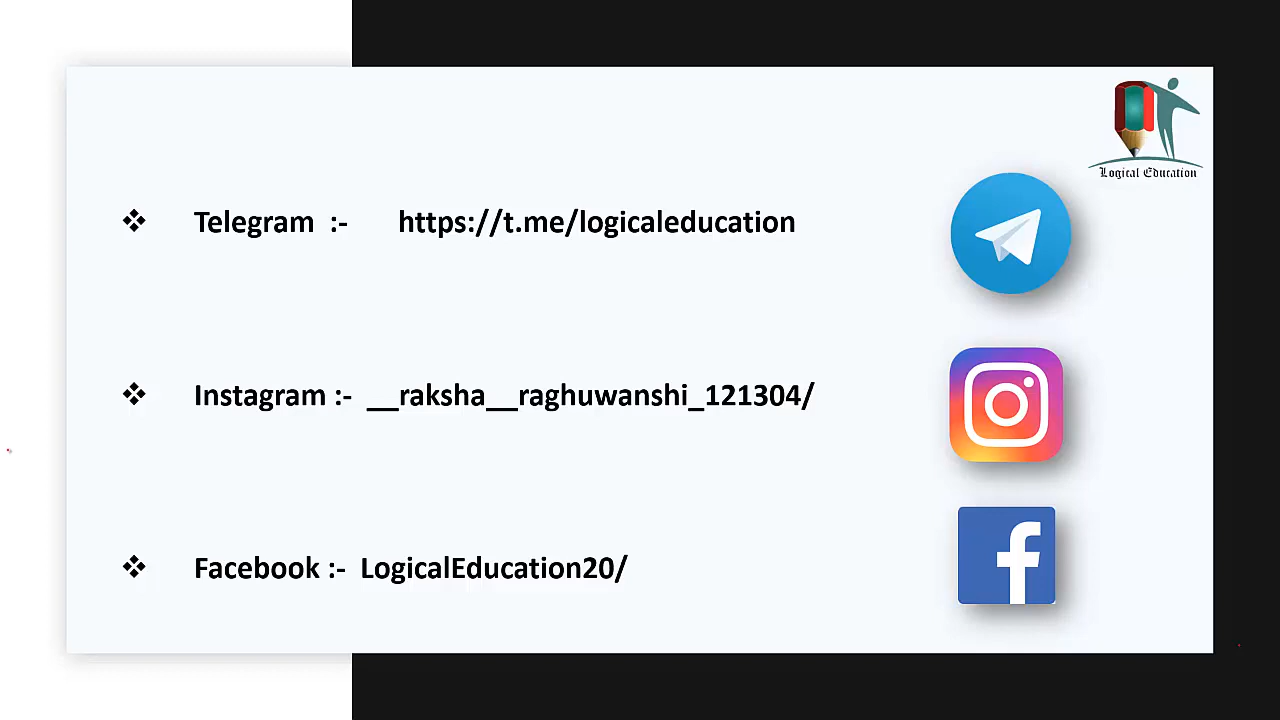 Logical Education
❖ Telegram :- https://t.me/logicaleducation
❖ Instagram :- __raksha__raghuwanshi_121304/
❖ Facebook :- LogicalEducation20/